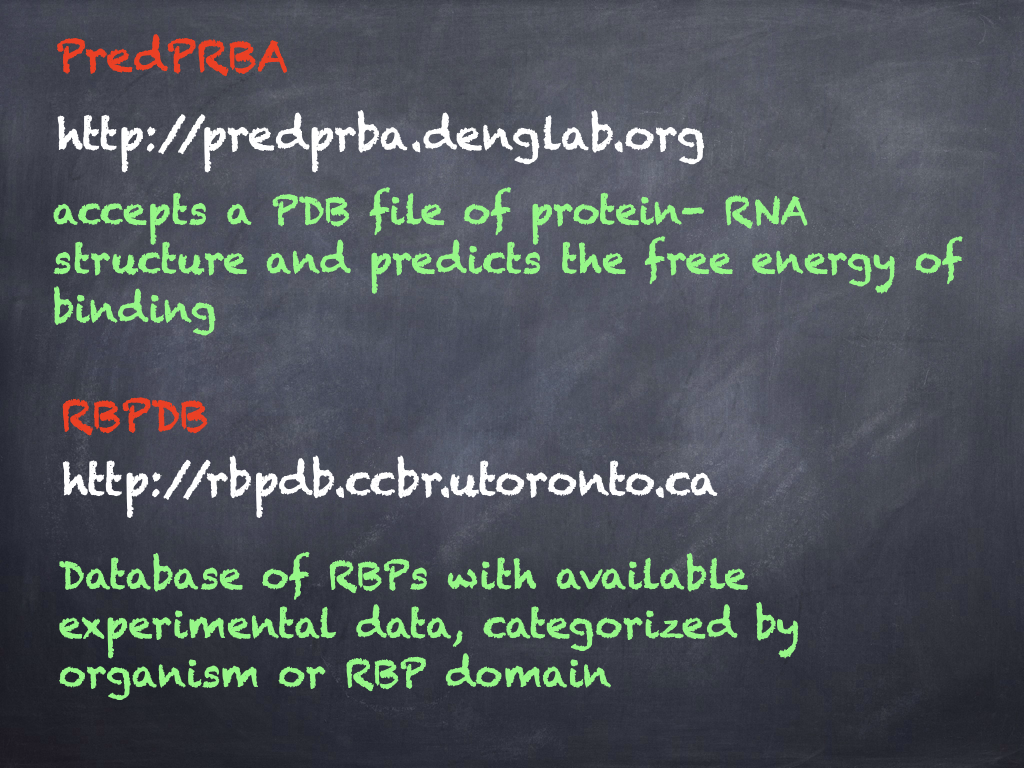 PredPRBA
http://predprba.denglab.org
accepts a PDB file of protein- RNA
structure and predicts the free energy of
binding
RBPDB
http://rbpdb.ccbr.utoronto.ca
Database of RBPs with available
experimental data, categorized by
organism or RBP domain